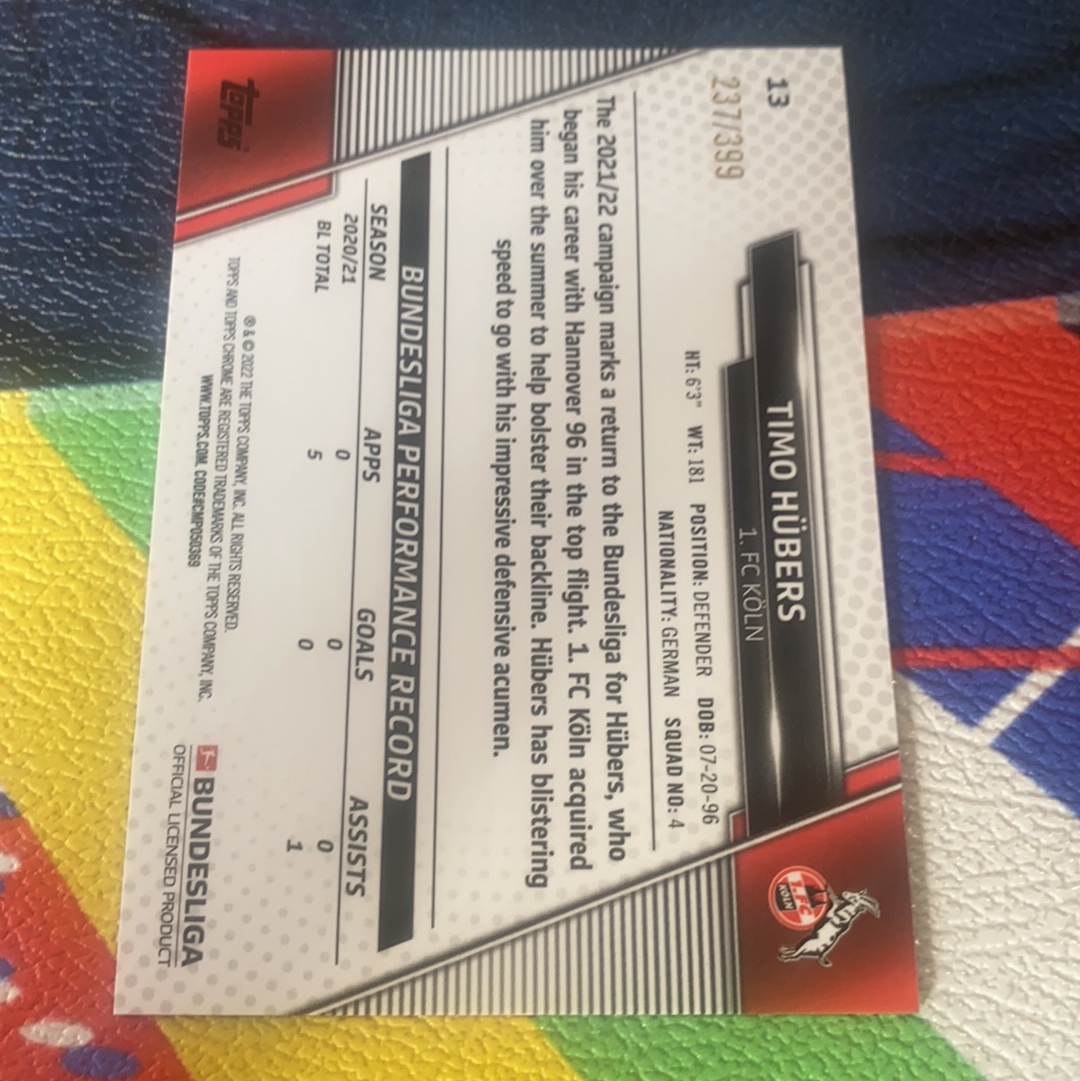 13
237/399
TIMO HÜBERS
1. FC KÖLN
HT: 6'3" WT: 181 POSITION: DEFENDER DOB: 07-20-96
NATIONALITY: GERMAN SQUAD NO: 4
The 2021/22 campaign marks a return to the Bundesliga for Hübers, who
began his career with Hannover 96 in the top flight. 1. FC Köln acquired
him over the summer to help bolster their backline. Hübers has blistering
speed to go with his impressive defensive acumen.
BUNDESLIGA PERFORMANCE RECORD
SEASON APPS GOALS ASSISTS
2020/21 0 0 0
BL TOTAL 5 0 1
® & © 2022 THE TOPPS COMPANY, INC. ALL RIGHTS RESERVED.
TOPPS AND TOPPS CHROME ARE REGISTERED TRADEMARKS OF THE TOPPS COMPANY, INC.
WWW.TOPPS.COM. CODE#CMP050369
topps
BUNDESLIGA
OFFICIAL LICENSED PRODUCT
1. FC
KÖLN